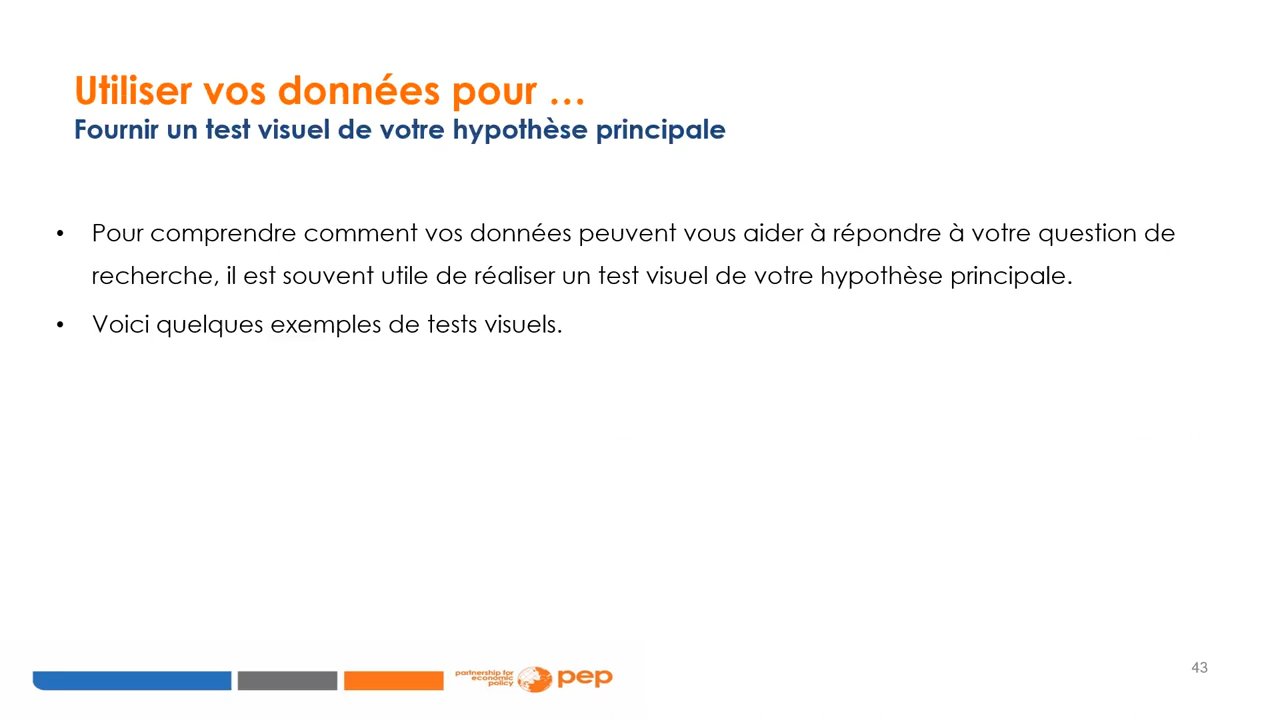 Utiliser vos données pour …
Fournir un test visuel de votre hypothèse principale
• Pour comprendre comment vos données peuvent vous aider à répondre à votre question de
recherche, il est souvent utile de réaliser un test visuel de votre hypothèse principale.
• Voici quelques exemples de tests visuels.
partnership for
economic
policy
pep
43